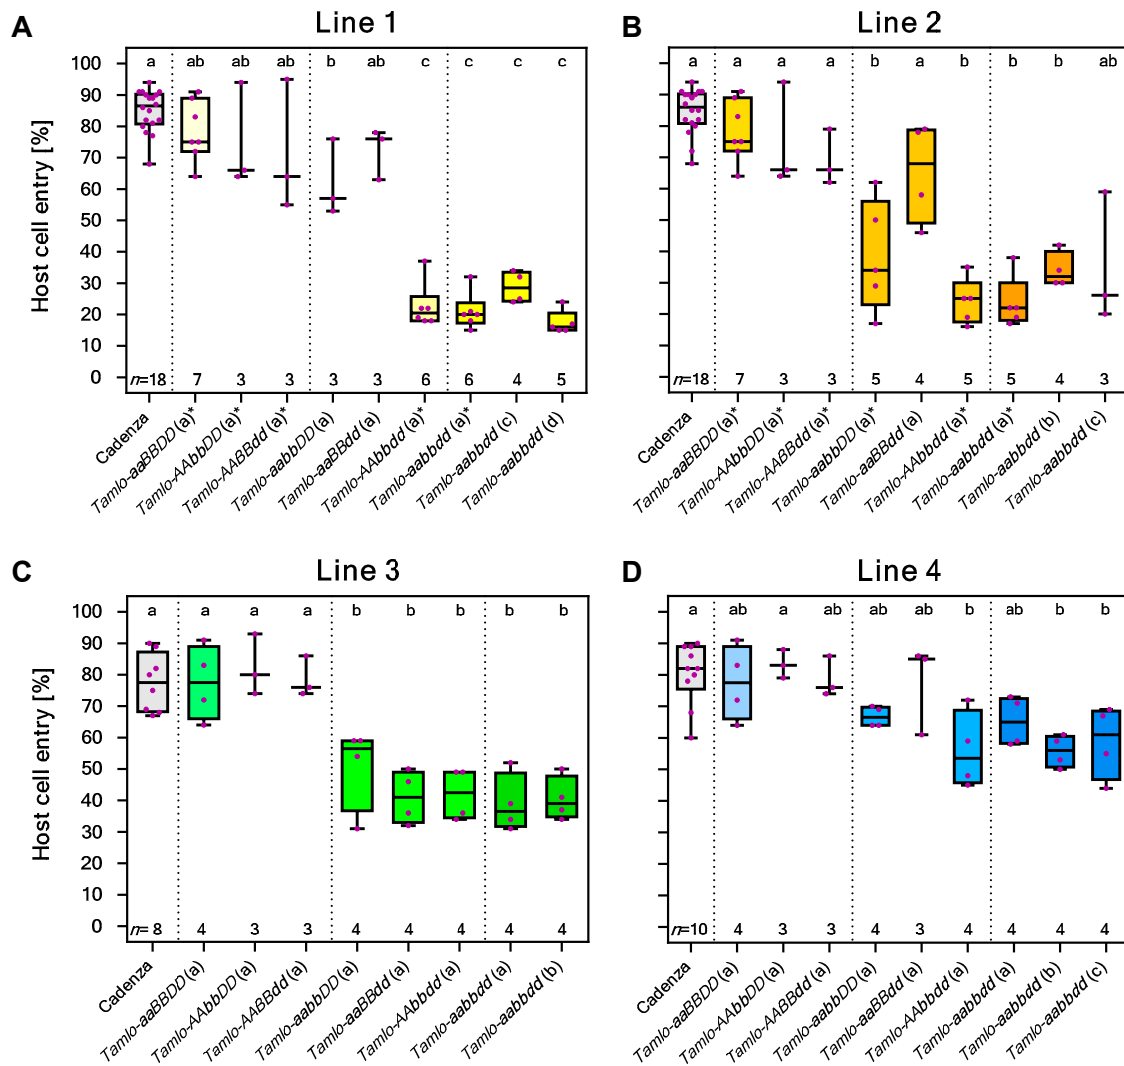 A Line 1
Host cell entry [%]
100
90
80
70
60
50
40
30
20
10
0
a ab ab ab b ab c c c c
n=18 7 3 3 3 3 6 6 4 5
Cadenza
Tamlo-aaBBDD (a)*
Tamlo-AAbbDD (a)*
Tamlo-AABBdd (a)*
Tamlo-aabbDD (a)
Tamlo-aaBBdd (a)
Tamlo-AAbbdd (a)*
Tamlo-aabbdd (a)*
Tamlo-aabbdd (c)
Tamlo-aabbdd (d)
B Line 2
a a a a b a b b b ab
n=18 7 3 3 5 4 5 5 4 3
Cadenza
Tamlo-aaBBDD (a)*
Tamlo-AAbbDD (a)*
Tamlo-AABBdd (a)*
Tamlo-aabbDD (a)*
Tamlo-aaBBdd (a)
Tamlo-AAbbdd (a)*
Tamlo-aabbdd (a)*
Tamlo-aabbdd (b)
Tamlo-aabbdd (c)
C Line 3
Host cell entry [%]
100
90
80
70
60
50
40
30
20
10
0
a a a a b b b b b
n= 8 4 3 3 4 4 4 4 4
Cadenza
Tamlo-aaBBDD (a)
Tamlo-AAbbDD (a)
Tamlo-AABBdd (a)
Tamlo-aabbDD (a)
Tamlo-aaBBdd (a)
Tamlo-AAbbdd (a)
Tamlo-aabbdd (a)
Tamlo-aabbdd (b)
D Line 4
a ab a ab ab ab b ab b b
n=10 4 3 3 4 3 4 4 4 4
Cadenza
Tamlo-aaBBDD (a)
Tamlo-AAbbDD (a)
Tamlo-AABBdd (a)
Tamlo-aabbDD (a)
Tamlo-aaBBdd (a)
Tamlo-AAbbdd (a)
Tamlo-aabbdd (a)
Tamlo-aabbdd (b)
Tamlo-aabbdd (c)